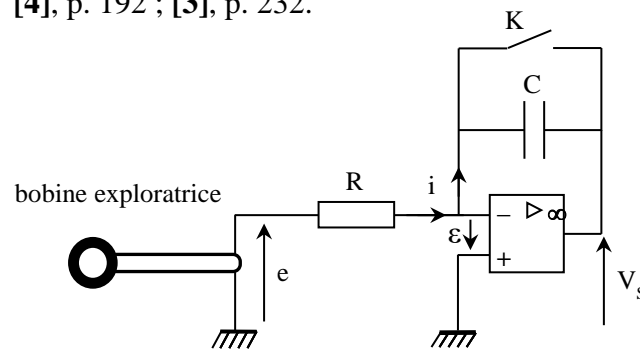 [4], p. 192 ; [3], p. 232.
K
C
bobine exploratrice
R
i
− ▷ ∞
ε
+
e
V